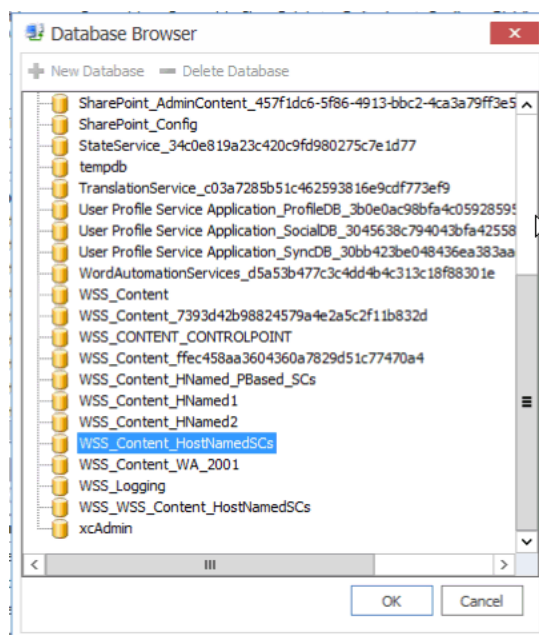 Database Browser
New Database Delete Database
SharePoint_AdminContent_457f1dc6-5f86-4913-bbc2-4ca3a79ff3e5
SharePoint_Config
StateService_34c0e819a23c420c9fd980275c7e1d77
tempdb
TranslationService_c03a7285b51c462593816e9cdf773ef9
User Profile Service Application_ProfileDB_3b0e0ac98bfa4c05928595
User Profile Service Application_SocialDB_3045638c794043bfa42558
User Profile Service Application_SyncDB_30bb423be048436ea383aa
WordAutomationServices_d5a53b477c3c4dd4b4c313c18f88301e
WSS_Content
WSS_Content_7393d42b98824579a4e2a5c2f11b832d
WSS_CONTENT_CONTROLPOINT
WSS_Content_ffec458aa3604360a7829d51c77470a4
WSS_Content_HNamed_PBased_SCs
WSS_Content_HNamed1
WSS_Content_HNamed2
WSS_Content_HostNamedSCs
WSS_Content_WA_2001
WSS_Logging
WSS_WSS_Content_HostNamedSCs
xcAdmin
OK Cancel